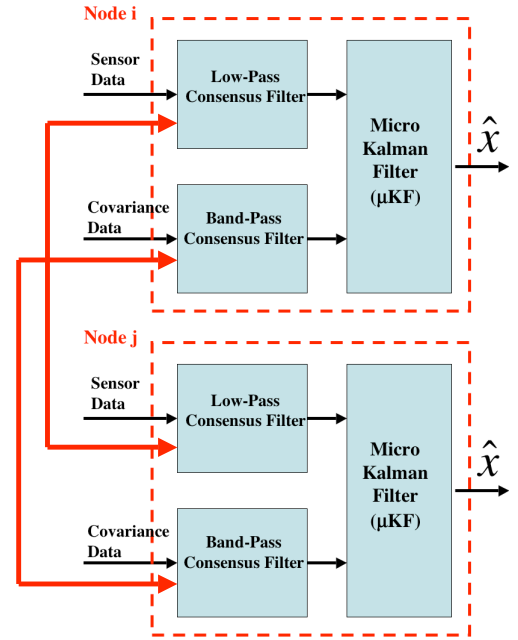 Node i
Sensor
Data
Low-Pass
Consensus Filter
Micro
Kalman
Filter
(µKF)
x̂
Covariance
Data
Band-Pass
Consensus Filter
Node j
Sensor
Data
Low-Pass
Consensus Filter
Micro
Kalman
Filter
(µKF)
x̂
Covariance
Data
Band-Pass
Consensus Filter